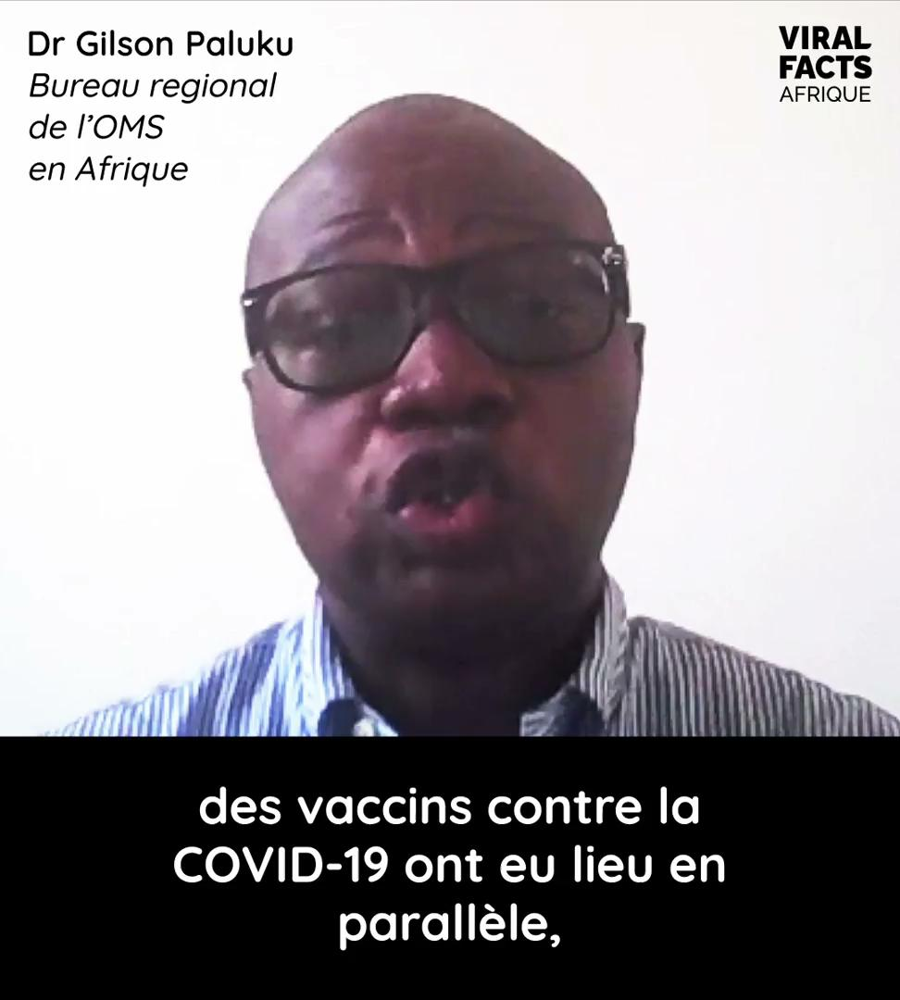 Dr Gilson Paluku
Bureau regional
de l'OMS
en Afrique
VIRAL
FACTS
AFRIQUE
des vaccins contre la
COVID-19 ont eu lieu en
parallèle,